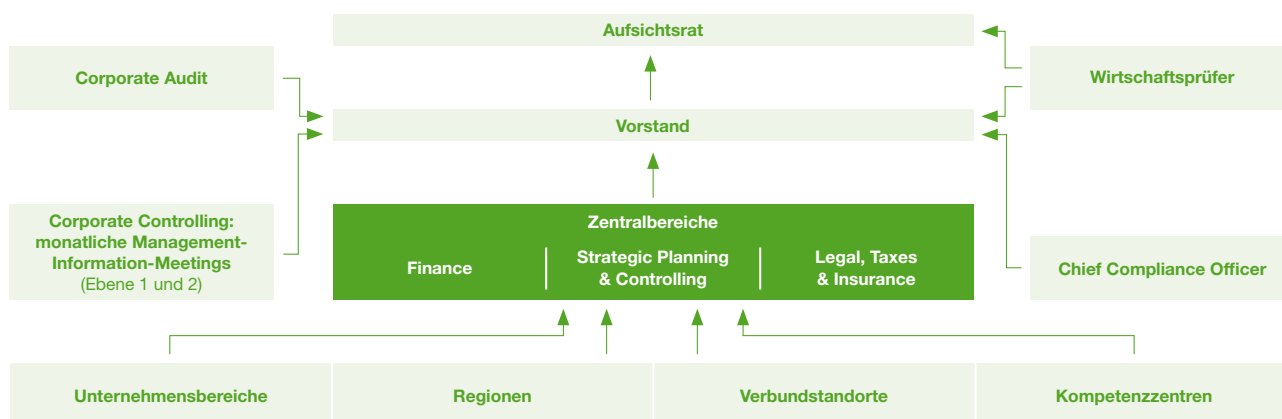 Aufsichtsrat
Corporate Audit
Wirtschaftsprüfer
Vorstand
Corporate Controlling:
monatliche Management-
Information-Meetings
(Ebene 1 und 2)
Zentralbereiche
Finance
Strategic Planning
& Controlling
Legal, Taxes
& Insurance
Chief Compliance Officer
Unternehmensbereiche
Regionen
Verbundstandorte
Kompetenzzentren